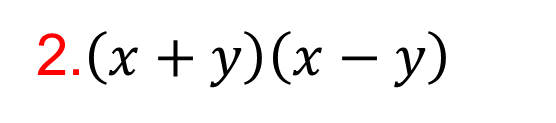 2.(x + y)(x − y)